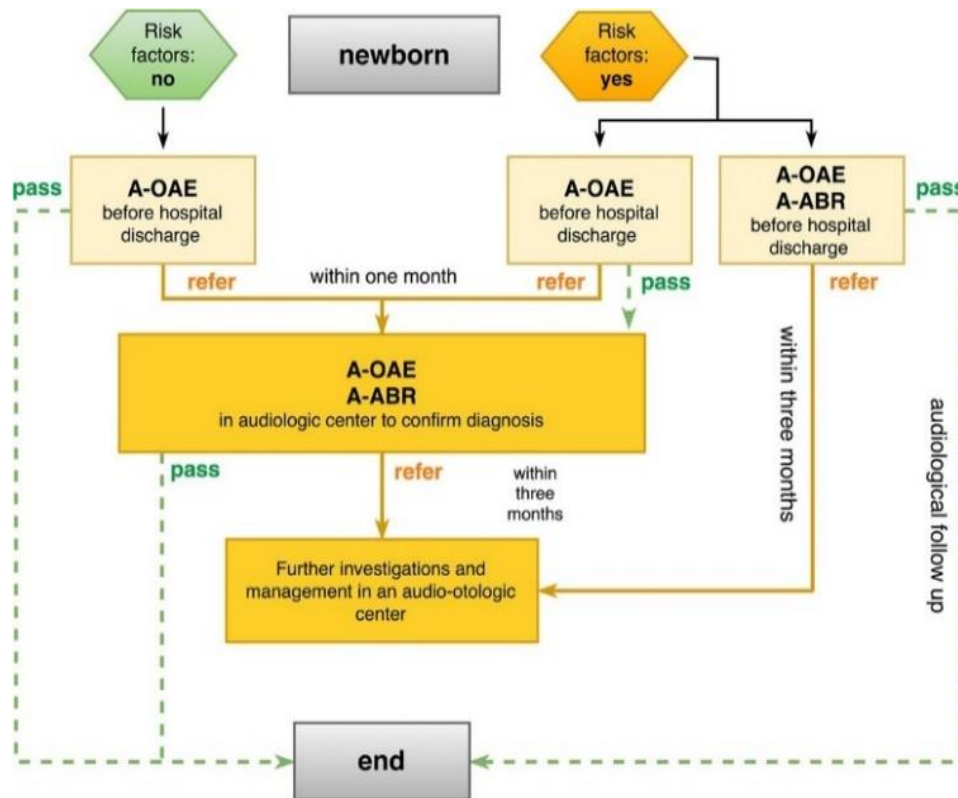 Risk
factors:
no
newborn
Risk
factors:
yes
pass
A-OAE
before hospital
discharge
A-OAE
before hospital
discharge
A-OAE
A-ABR
before hospital
discharge
pass
refer
within one month
refer
pass
refer
A-OAE
A-ABR
in audiologic center to confirm diagnosis
within three months
audiological follow up
pass
refer
within
three
months
Further investigations and
management in an audio-otologic
center
end